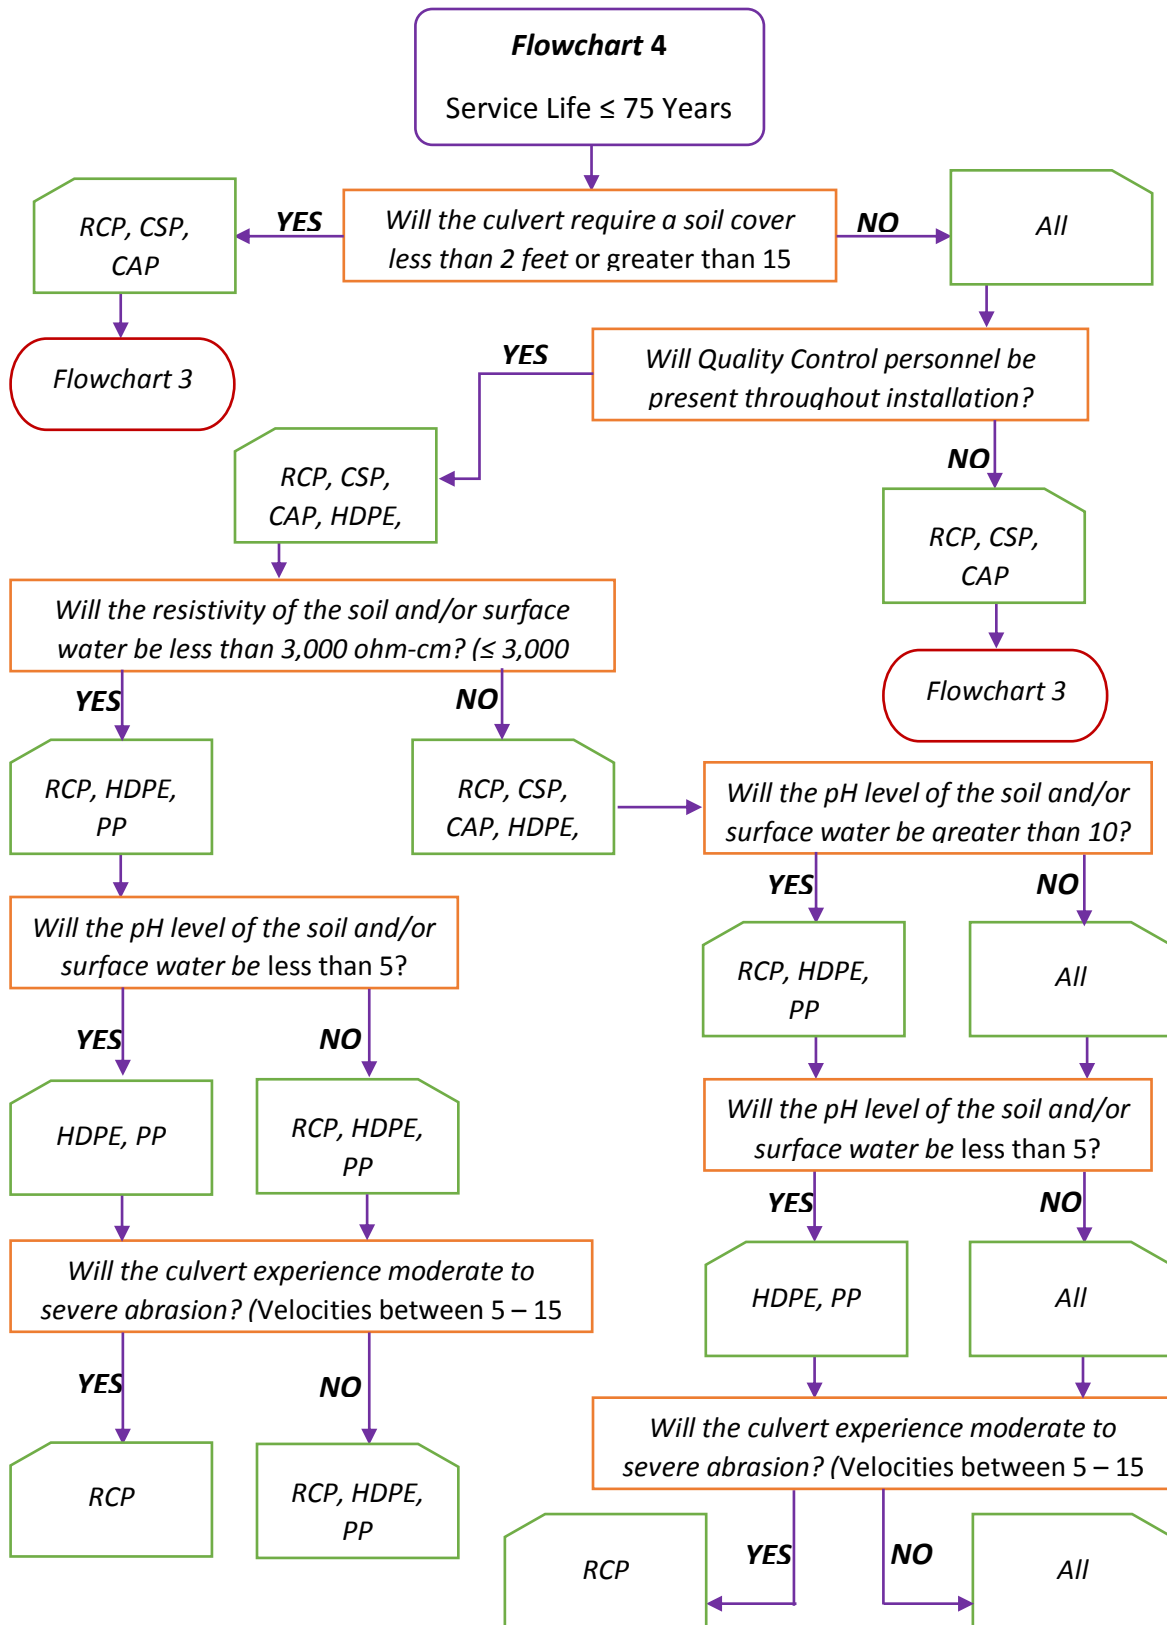 Flowchart 4
Service Life ≤ 75 Years
RCP, CSP,
CAP
YES
Will the culvert require a soil cover
less than 2 feet or greater than 15
NO
All
Flowchart 3
YES
Will Quality Control personnel be
present throughout installation?
NO
RCP, CSP,
CAP, HDPE,
RCP, CSP,
CAP
Will the resistivity of the soil and/or surface
water be less than 3,000 ohm-cm? (≤ 3,000
Flowchart 3
YES
NO
RCP, HDPE,
PP
RCP, CSP,
CAP, HDPE,
Will the pH level of the soil and/or
surface water be greater than 10?
YES
NO
Will the pH level of the soil and/or
surface water be less than 5?
RCP, HDPE,
PP
All
YES
NO
HDPE, PP
RCP, HDPE,
PP
Will the pH level of the soil and/or
surface water be less than 5?
YES
NO
Will the culvert experience moderate to
severe abrasion? (Velocities between 5 – 15
HDPE, PP
All
YES
NO
RCP
RCP, HDPE,
PP
Will the culvert experience moderate to
severe abrasion? (Velocities between 5 – 15
RCP
YES
NO
All